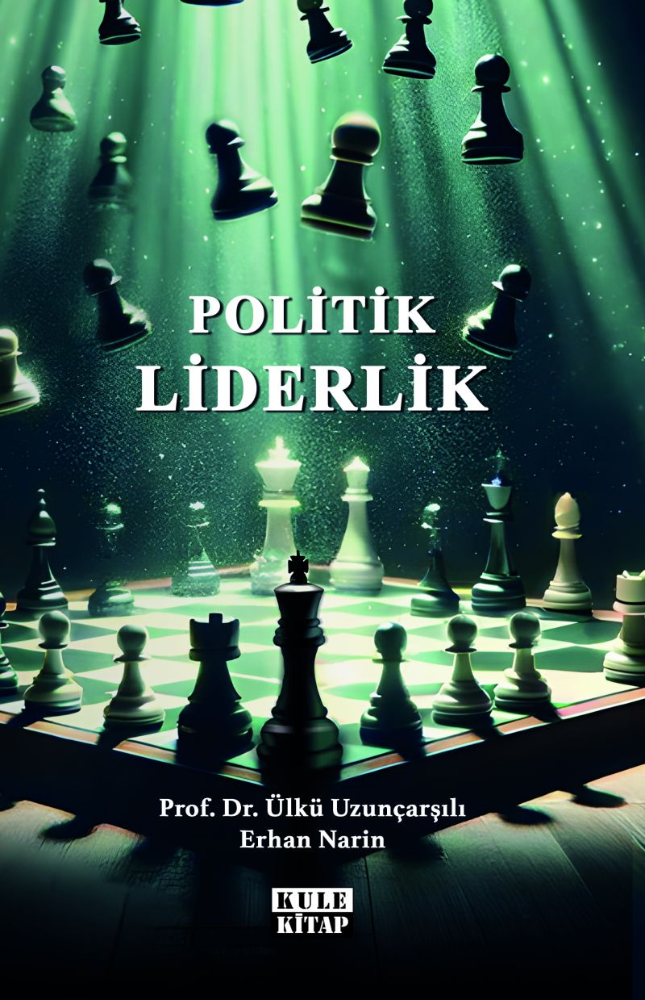 POLİTİK
LİDERLİK
Prof. Dr. Ülkü Uzunçarşılı
Erhan Narin
KULE
KİTAP